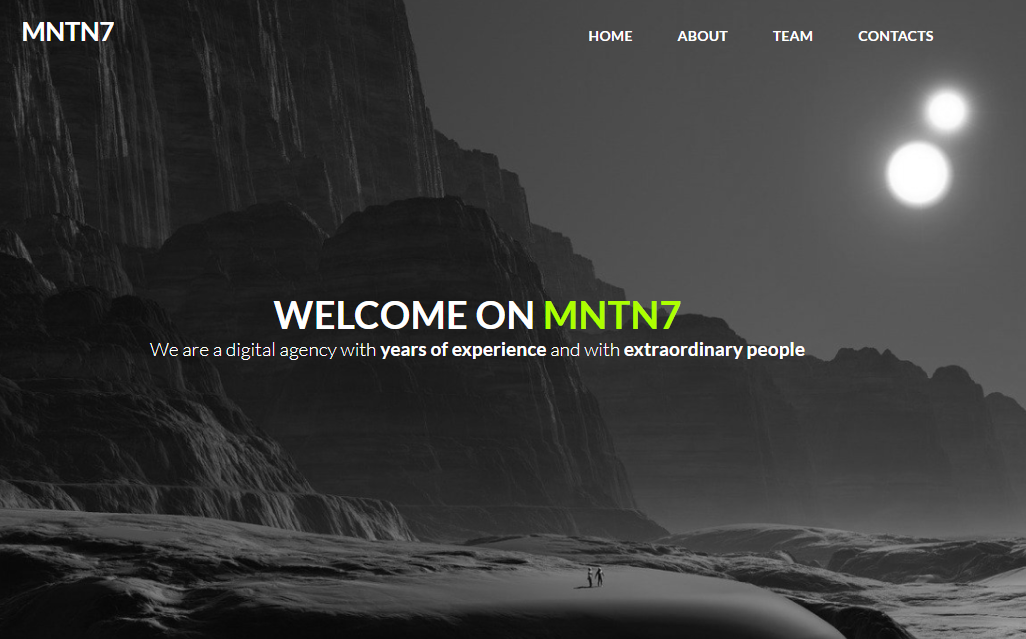 MNTN7
HOME ABOUT TEAM CONTACTS
WELCOME ON MNTN7
We are a digital agency with years of experience and with extraordinary people